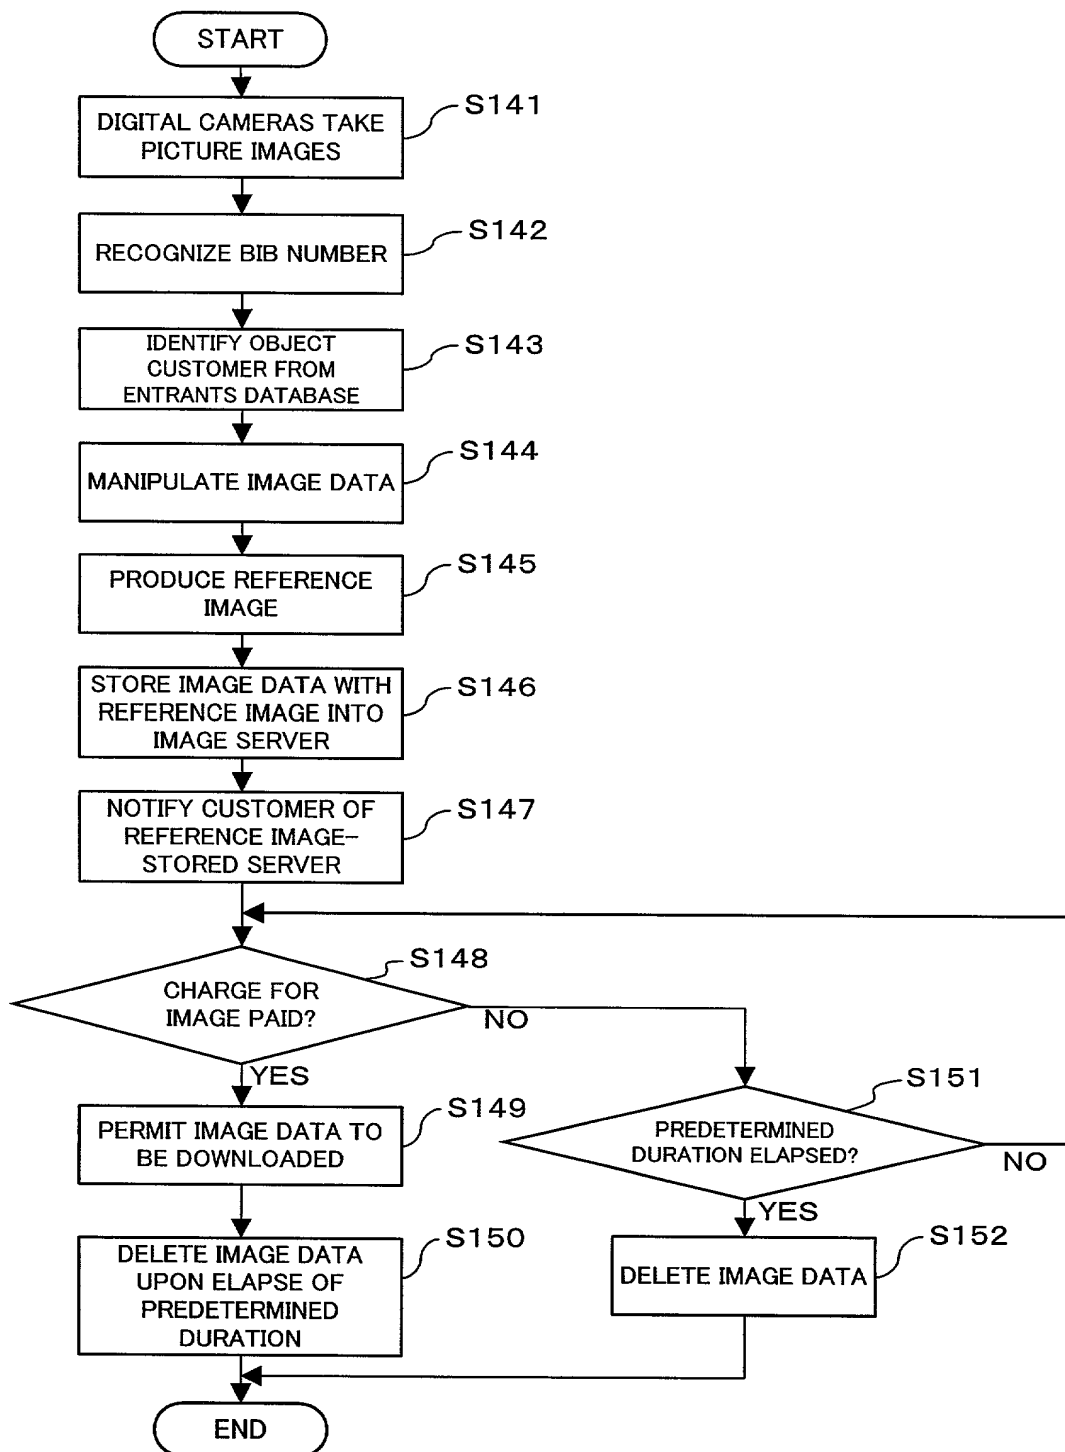 START
S141
DIGITAL CAMERAS TAKE
PICTURE IMAGES
S142
RECOGNIZE BIB NUMBER
S143
IDENTIFY OBJECT
CUSTOMER FROM
ENTRANTS DATABASE
S144
MANIPULATE IMAGE DATA
S145
PRODUCE REFERENCE
IMAGE
S146
STORE IMAGE DATA WITH
REFERENCE IMAGE INTO
IMAGE SERVER
S147
NOTIFY CUSTOMER OF
REFERENCE IMAGE-
STORED SERVER
S148
CHARGE FOR
IMAGE PAID?
NO
YES
S149
PERMIT IMAGE DATA TO
BE DOWNLOADED
S151
PREDETERMINED
DURATION ELAPSED?
NO
YES
S150
DELETE IMAGE DATA
UPON ELAPSE OF
PREDETERMINED
DURATION
S152
DELETE IMAGE DATA
END